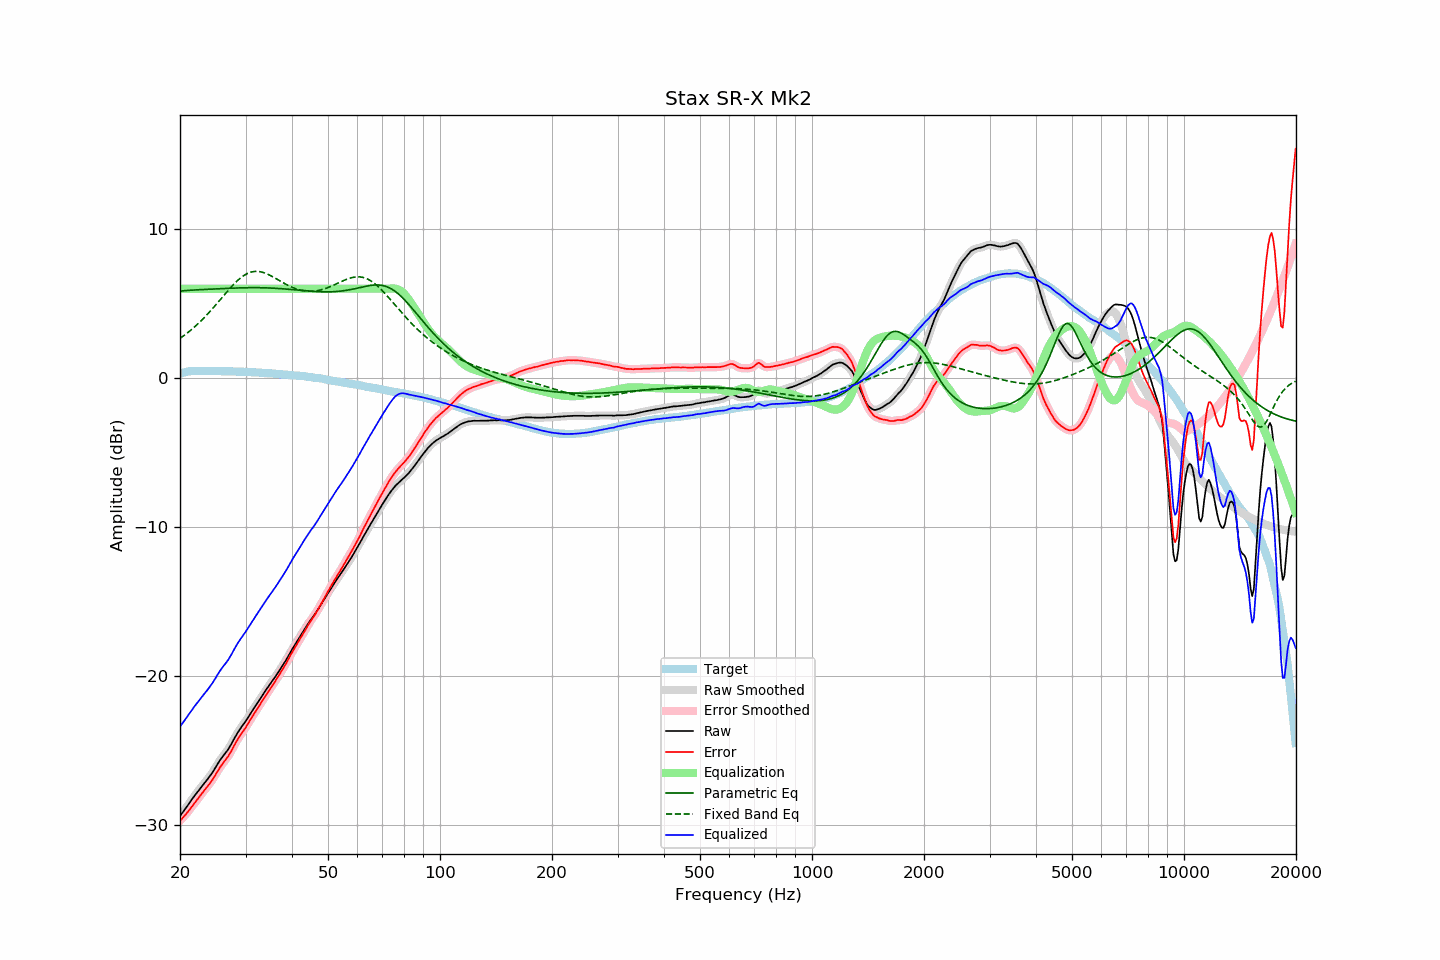 Stax SR-X Mk2
Amplitude (dBr)
10
0
−10
−20
−30
Target
Raw Smoothed
Error Smoothed
Raw
Error
Equalization
Parametric Eq
Fixed Band Eq
Equalized
20
50
100
200
500
1000
2000
5000
10000
20000
Frequency (Hz)